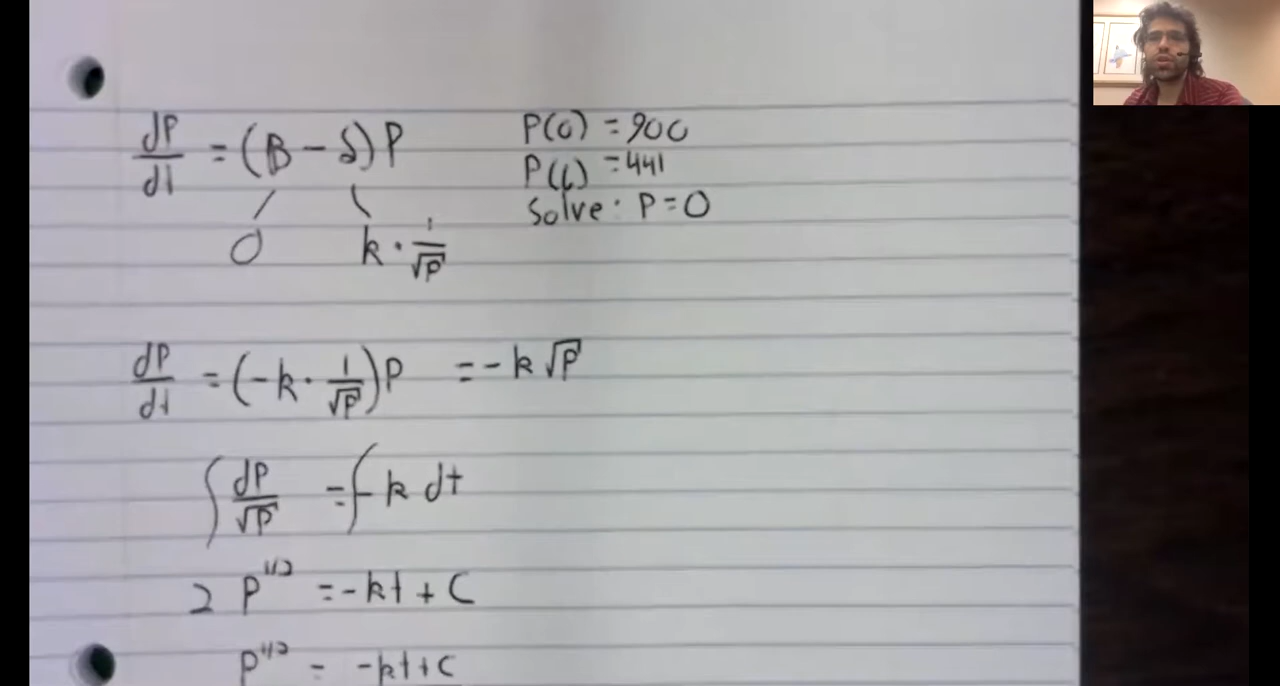 dP/dt = (B - δ)P
P(0) = 900
P(6) = 441
Solve: P = 0
0
k · 1/√P
dP/dt = (-k · 1/√P)P = -k√P
∫ dP/√P = ∫ -k dt
2 P^1/2 = -kt + C
P^1/2 = -kt + C